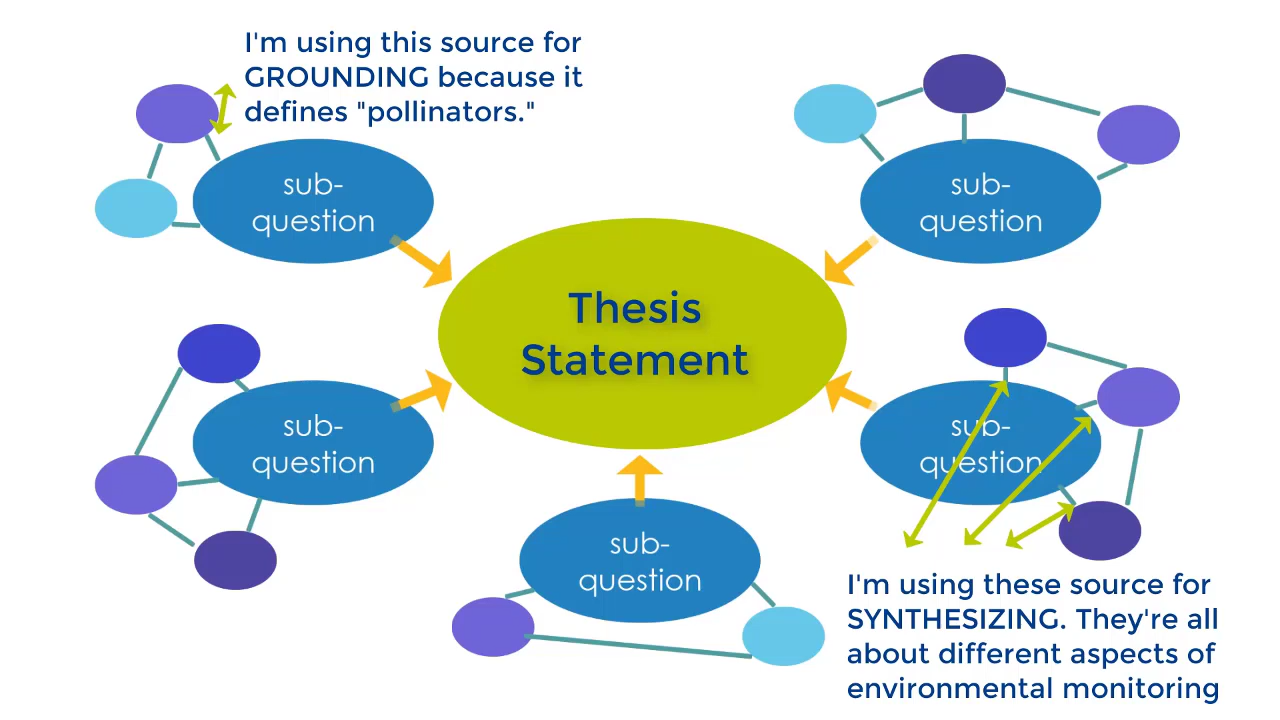 I'm using this source for
GROUNDING because it
defines "pollinators."
sub-
question
sub-
question
Thesis
Statement
sub-
question
sub-
question
sub-
question
I'm using these source for
SYNTHESIZING. They're all
about different aspects of
environmental monitoring